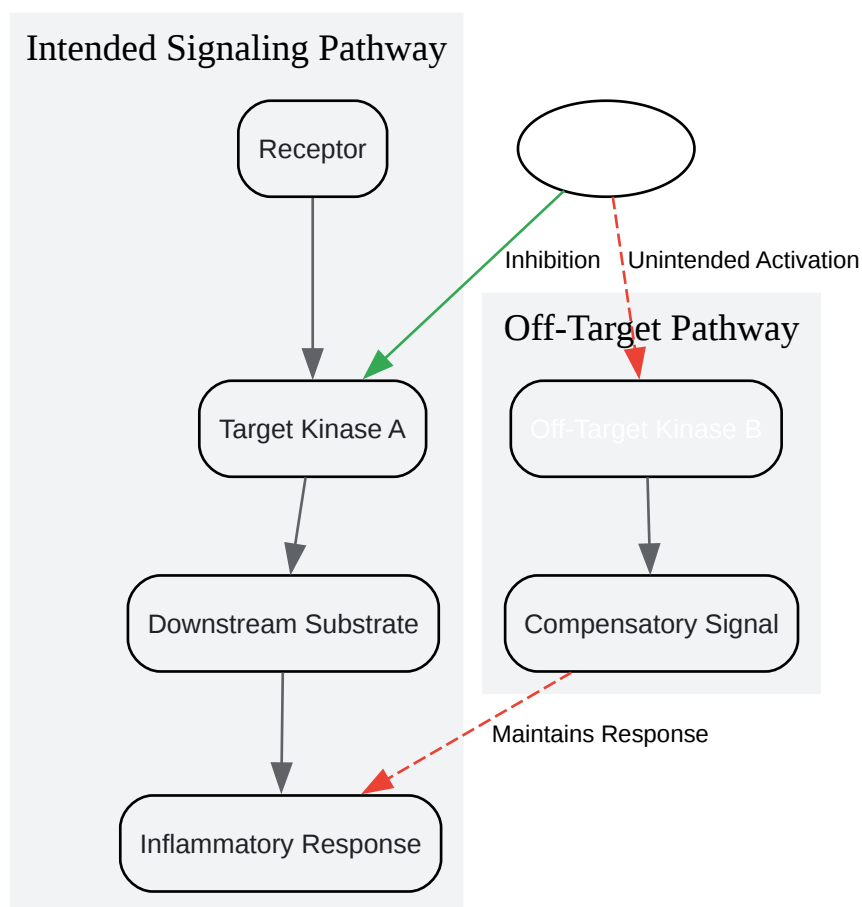 Intended Signaling Pathway
Receptor
Inhibition
Unintended Activation
Off-Target Pathway
Target Kinase A
Off-Target Kinase B
Downstream Substrate
Compensatory Signal
Maintains Response
Inflammatory Response